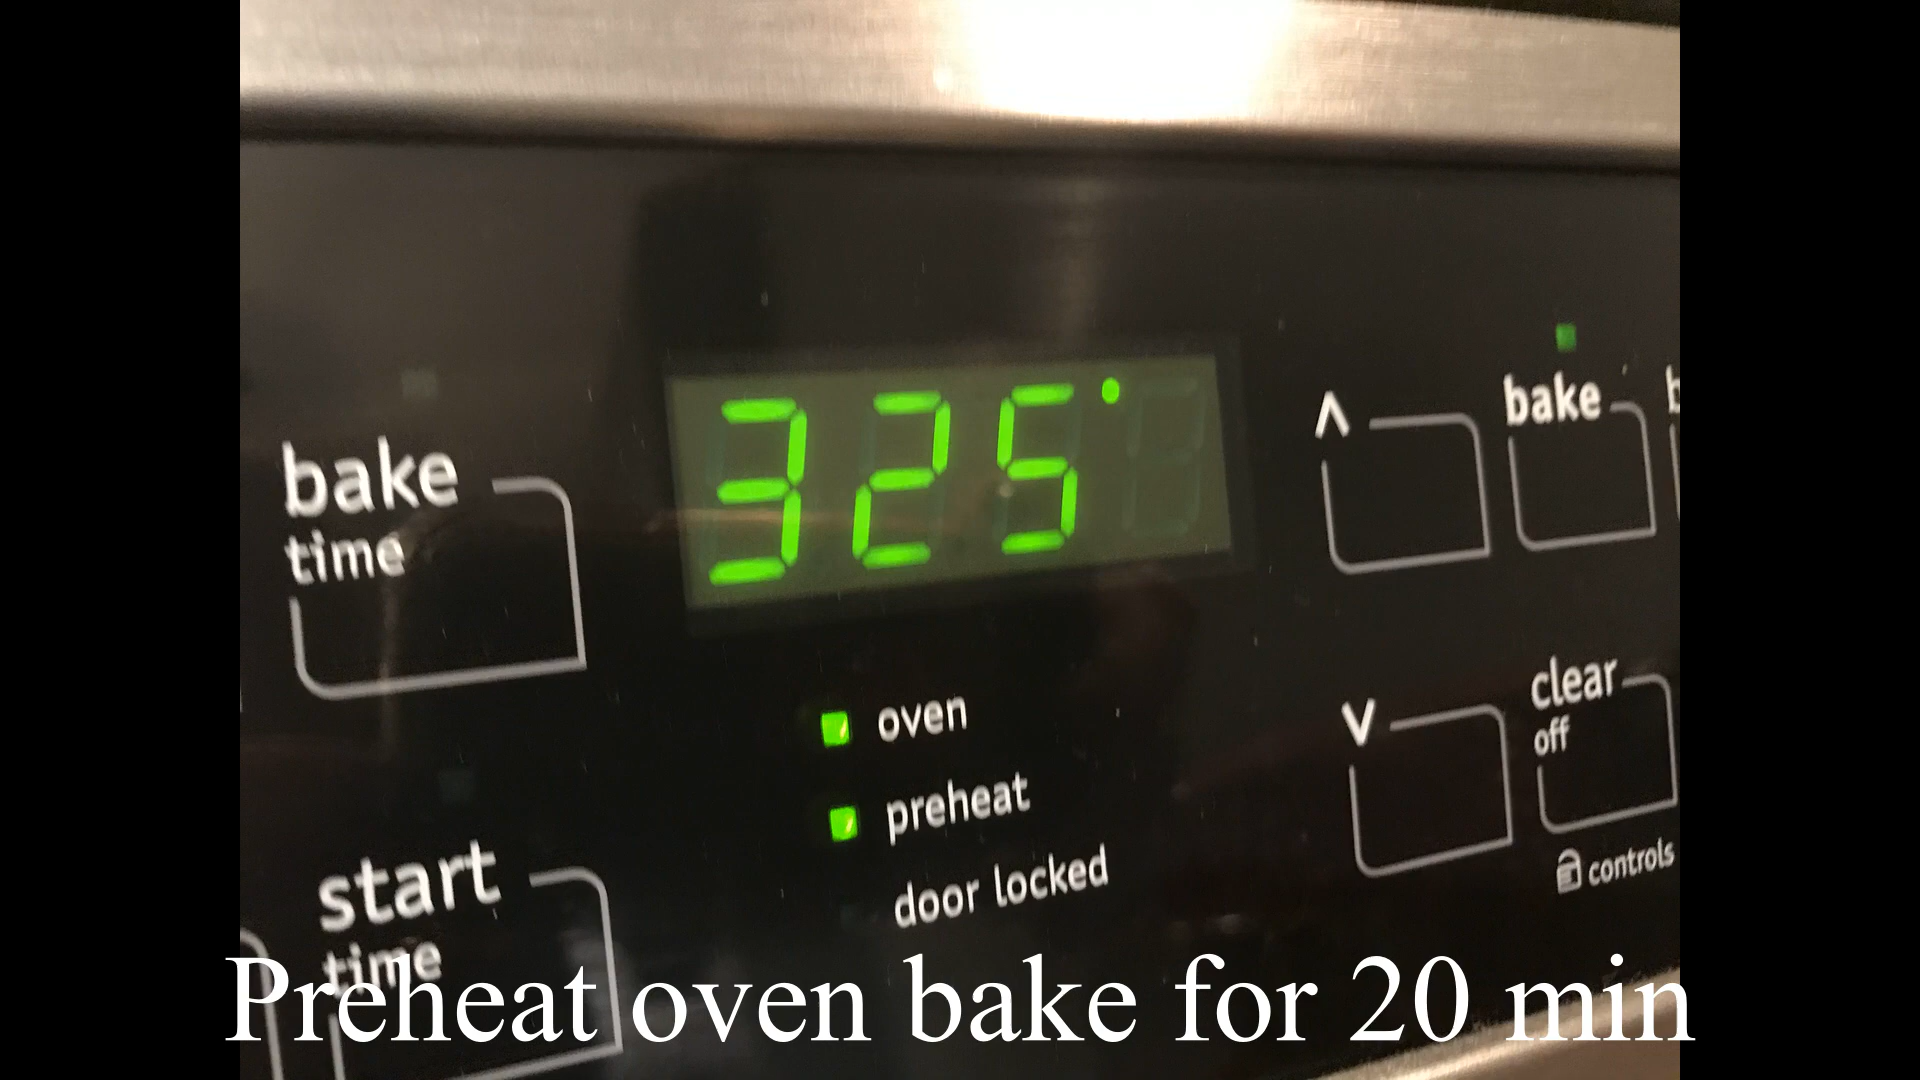 325°
bake
time
oven
preheat
door locked
start
time
Λ
bake
V
clear
off
controls
Preheat oven bake for 20 min